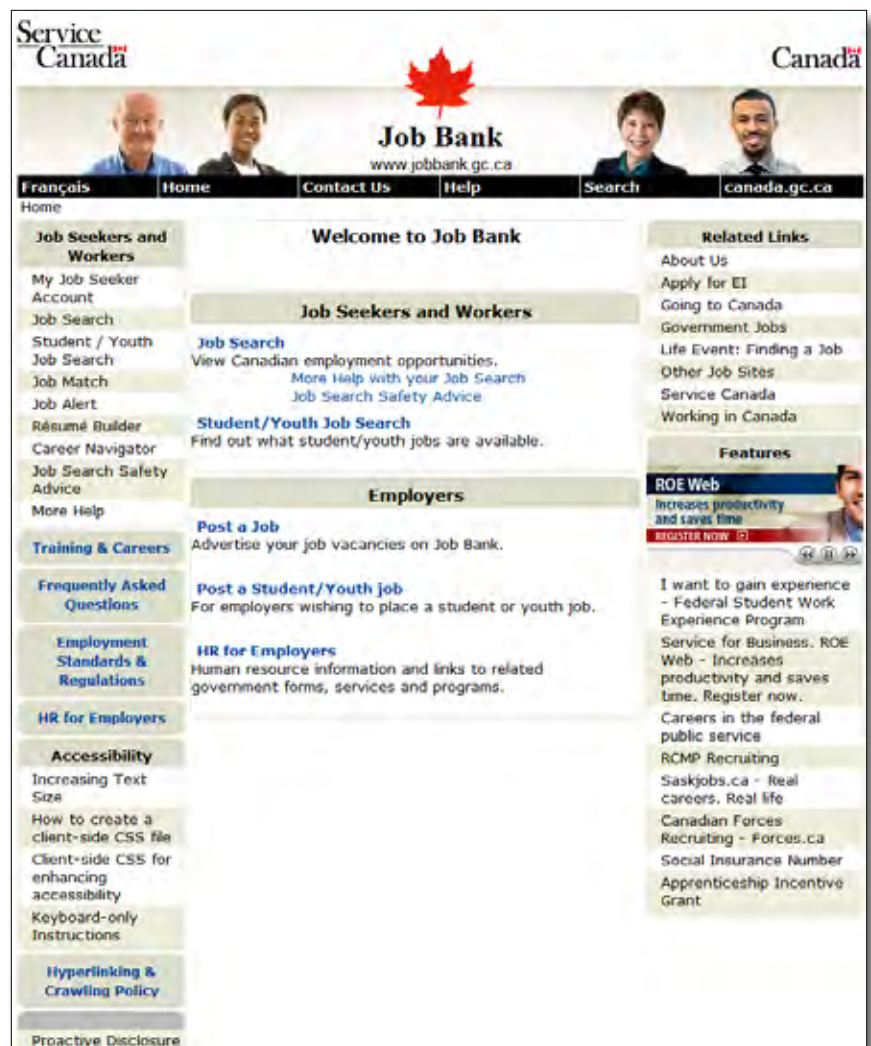 Service
Canada
Canada
Job Bank
www.jobbank.gc.ca
Français Home Contact Us Help Search canada.gc.ca
Home
Job Seekers and
Workers
My Job Seeker
Account
Job Search
Student / Youth
Job Search
Job Match
Job Alert
Résumé Builder
Career Navigator
Job Search Safety
Advice
More Help
Training & Careers
Frequently Asked
Questions
Employment
Standards &
Regulations
HR for Employers
Accessibility
Increasing Text
Size
How to create a
client-side CSS file
Client-side CSS for
enhancing
accessibility
Keyboard-only
Instructions
Hyperlinking &
Crawling Policy
Proactive Disclosure
Welcome to Job Bank
Job Seekers and Workers
Job Search
View Canadian employment opportunities.
More Help with your Job Search
Job Search Safety Advice
Student/Youth Job Search
Find out what student/youth jobs are available.
Employers
Post a Job
Advertise your job vacancies on Job Bank.
Post a Student/Youth job
For employers wishing to place a student or youth job.
HR for Employers
Human resource information and links to related
government forms, services and programs.
Related Links
About Us
Apply for EI
Going to Canada
Government Jobs
Life Event: Finding a Job
Other Job Sites
Service Canada
Working in Canada
Features
ROE Web
Increases productivity
and saves time
REGISTER NOW
I want to gain experience
- Federal Student Work
Experience Program
Service for Business. ROE
Web - Increases
productivity and saves
time. Register now.
Careers in the federal
public service
RCMP Recruiting
Saskjobs.ca - Real
careers. Real life
Canadian Forces
Recruiting - Forces.ca
Social Insurance Number
Apprenticeship Incentive
Grant